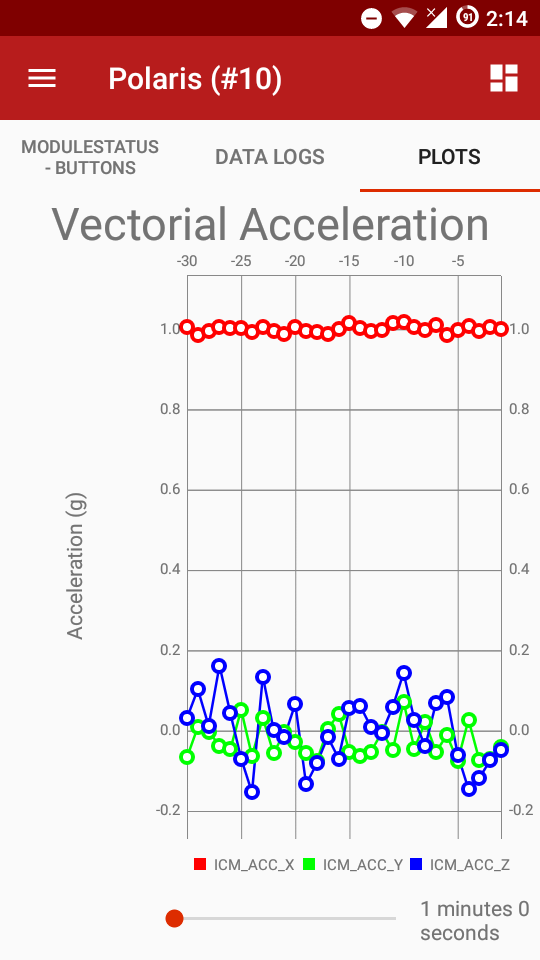 91 2:14
Polaris (#10)
MODULESTATUS
- BUTTONS
DATA LOGS
PLOTS
Vectorial Acceleration
-30 -25 -20 -15 -10 -5
1.0 1.0
0.8 0.8
0.6 0.6
Acceleration (g)
0.4 0.4
0.2 0.2
0.0 0.0
-0.2 -0.2
ICM_ACC_X ICM_ACC_Y ICM_ACC_Z
1 minutes 0
seconds